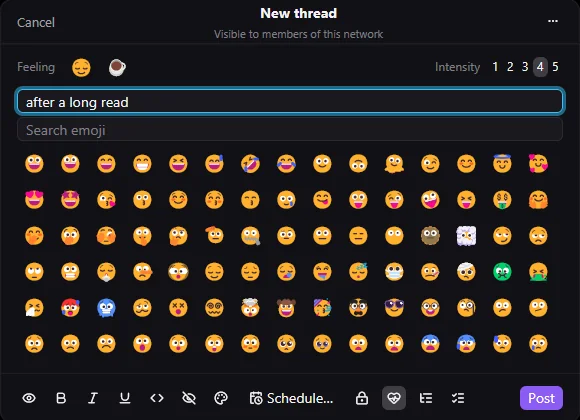 Cancel
New thread
Visible to members of this network
Feeling
Intensity 1 2 3 4 5
after a long read
Search emoji
B I U Schedule... Post